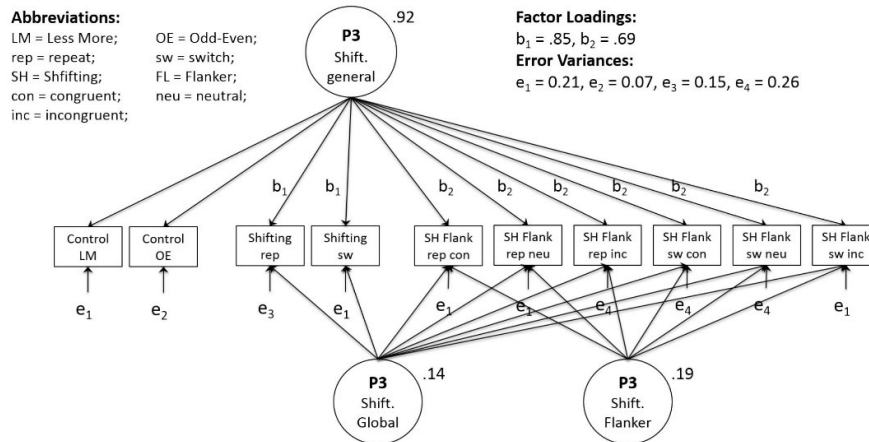 Abbreviations:
LM = Less More; OE = Odd-Even;
rep = repeat; sw = switch;
SH = Shfifting; FL = Flanker;
con = congruent; neu = neutral;
inc = incongruent;
P3
Shift.
general
.92
Factor Loadings:
b₁ = .85, b₂ = .69
Error Variances:
e₁ = 0.21, e₂ = 0.07, e₃ = 0.15, e₄ = 0.26
b₁ b₁ b₂ b₂ b₂ b₂ b₂ b₂
Control
LM
Control
OE
Shifting
rep
Shifting
sw
SH Flank
rep con
SH Flank
rep neu
SH Flank
rep inc
SH Flank
sw con
SH Flank
sw neu
SH Flank
sw inc
e₁ e₂ e₃ e₁ e₁ e₁ e₄ e₄ e₄ e₁
P3
Shift.
Global
.14
P3
Shift.
Flanker
.19